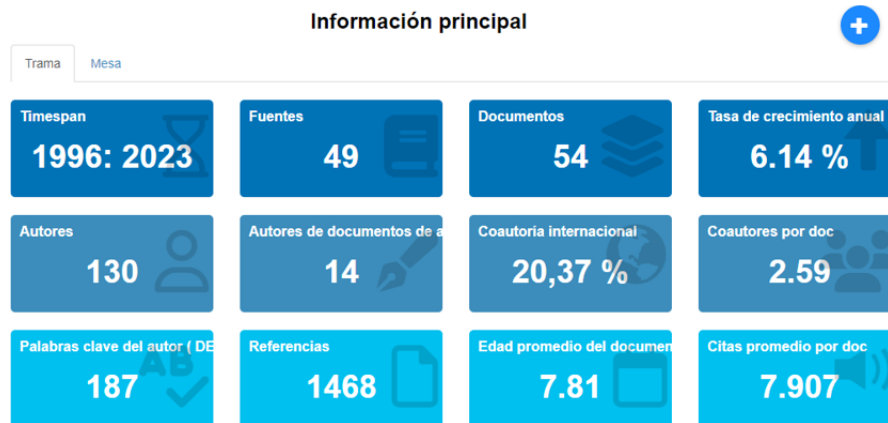 Información principal
Trama
Mesa
Timespan
1996: 2023
Fuentes
49
Documentos
54
Tasa de crecimiento anual
6.14 %
Autores
130
Autores de documentos de a
14
Coautoría internacional
20,37 %
Coautores por doc
2.59
Palabras clave del autor ( DE
187
Referencias
1468
Edad promedio del documen
7.81
Citas promedio por doc
7.907